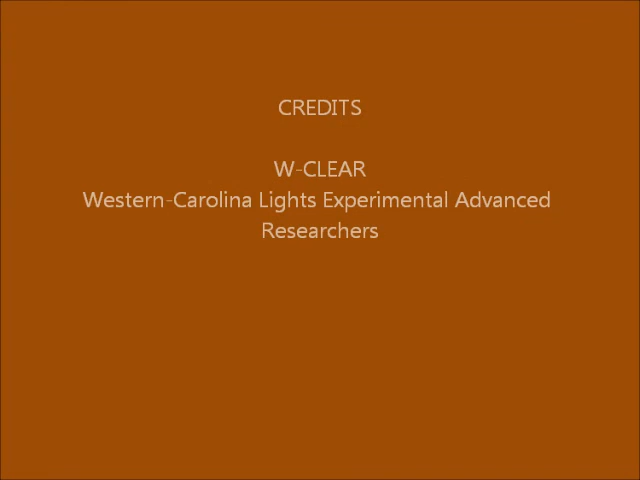 CREDITS
W-CLEAR
Western-Carolina Lights Experimental Advanced
Researchers